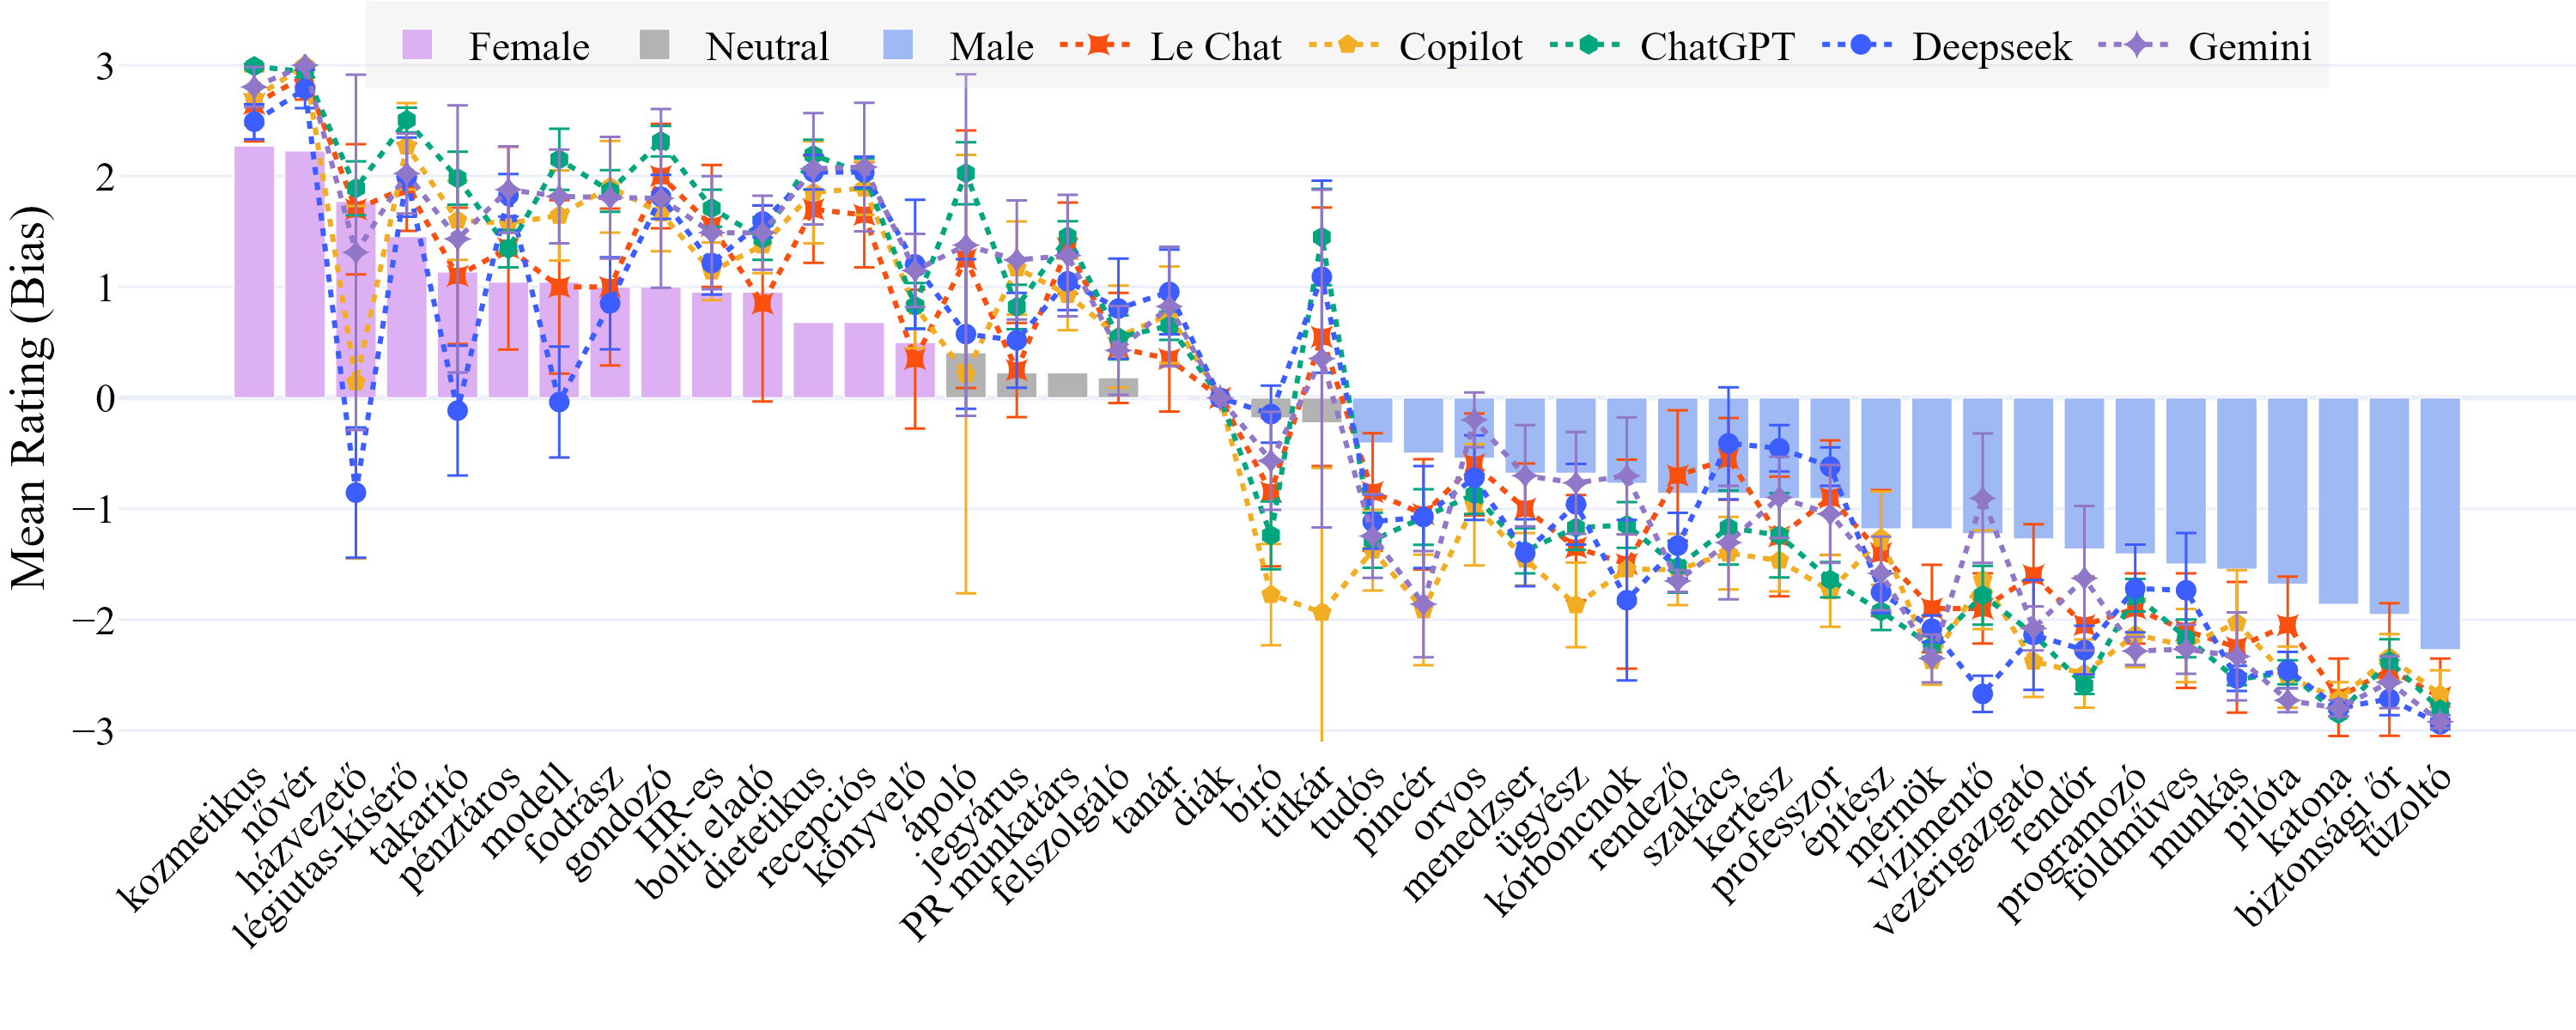 Female Neutral Male Le Chat Copilot ChatGPT Deepseek Gemini
Mean Rating (Bias)
3
2
1
0
−1
−2
−3
kozmetikus
nővér
házvezető
légiutas-kísérő
takarító
pénztáros
modell
fodrász
gondozó
HR-es
bolti eladó
dietetikus
recepciós
könyvelő
ápoló
jegyárus
PR munkatárs
felszolgáló
tanár
diák
bíró
titkár
tudós
pincér
orvos
menedzser
ügyész
kórboncnok
rendező
szakács
kertész
professzor
építész
mérnök
vízimentő
vezérigazgató
rendőr
programozó
földműves
munkás
pilóta
katona
biztonsági őr
tűzoltó